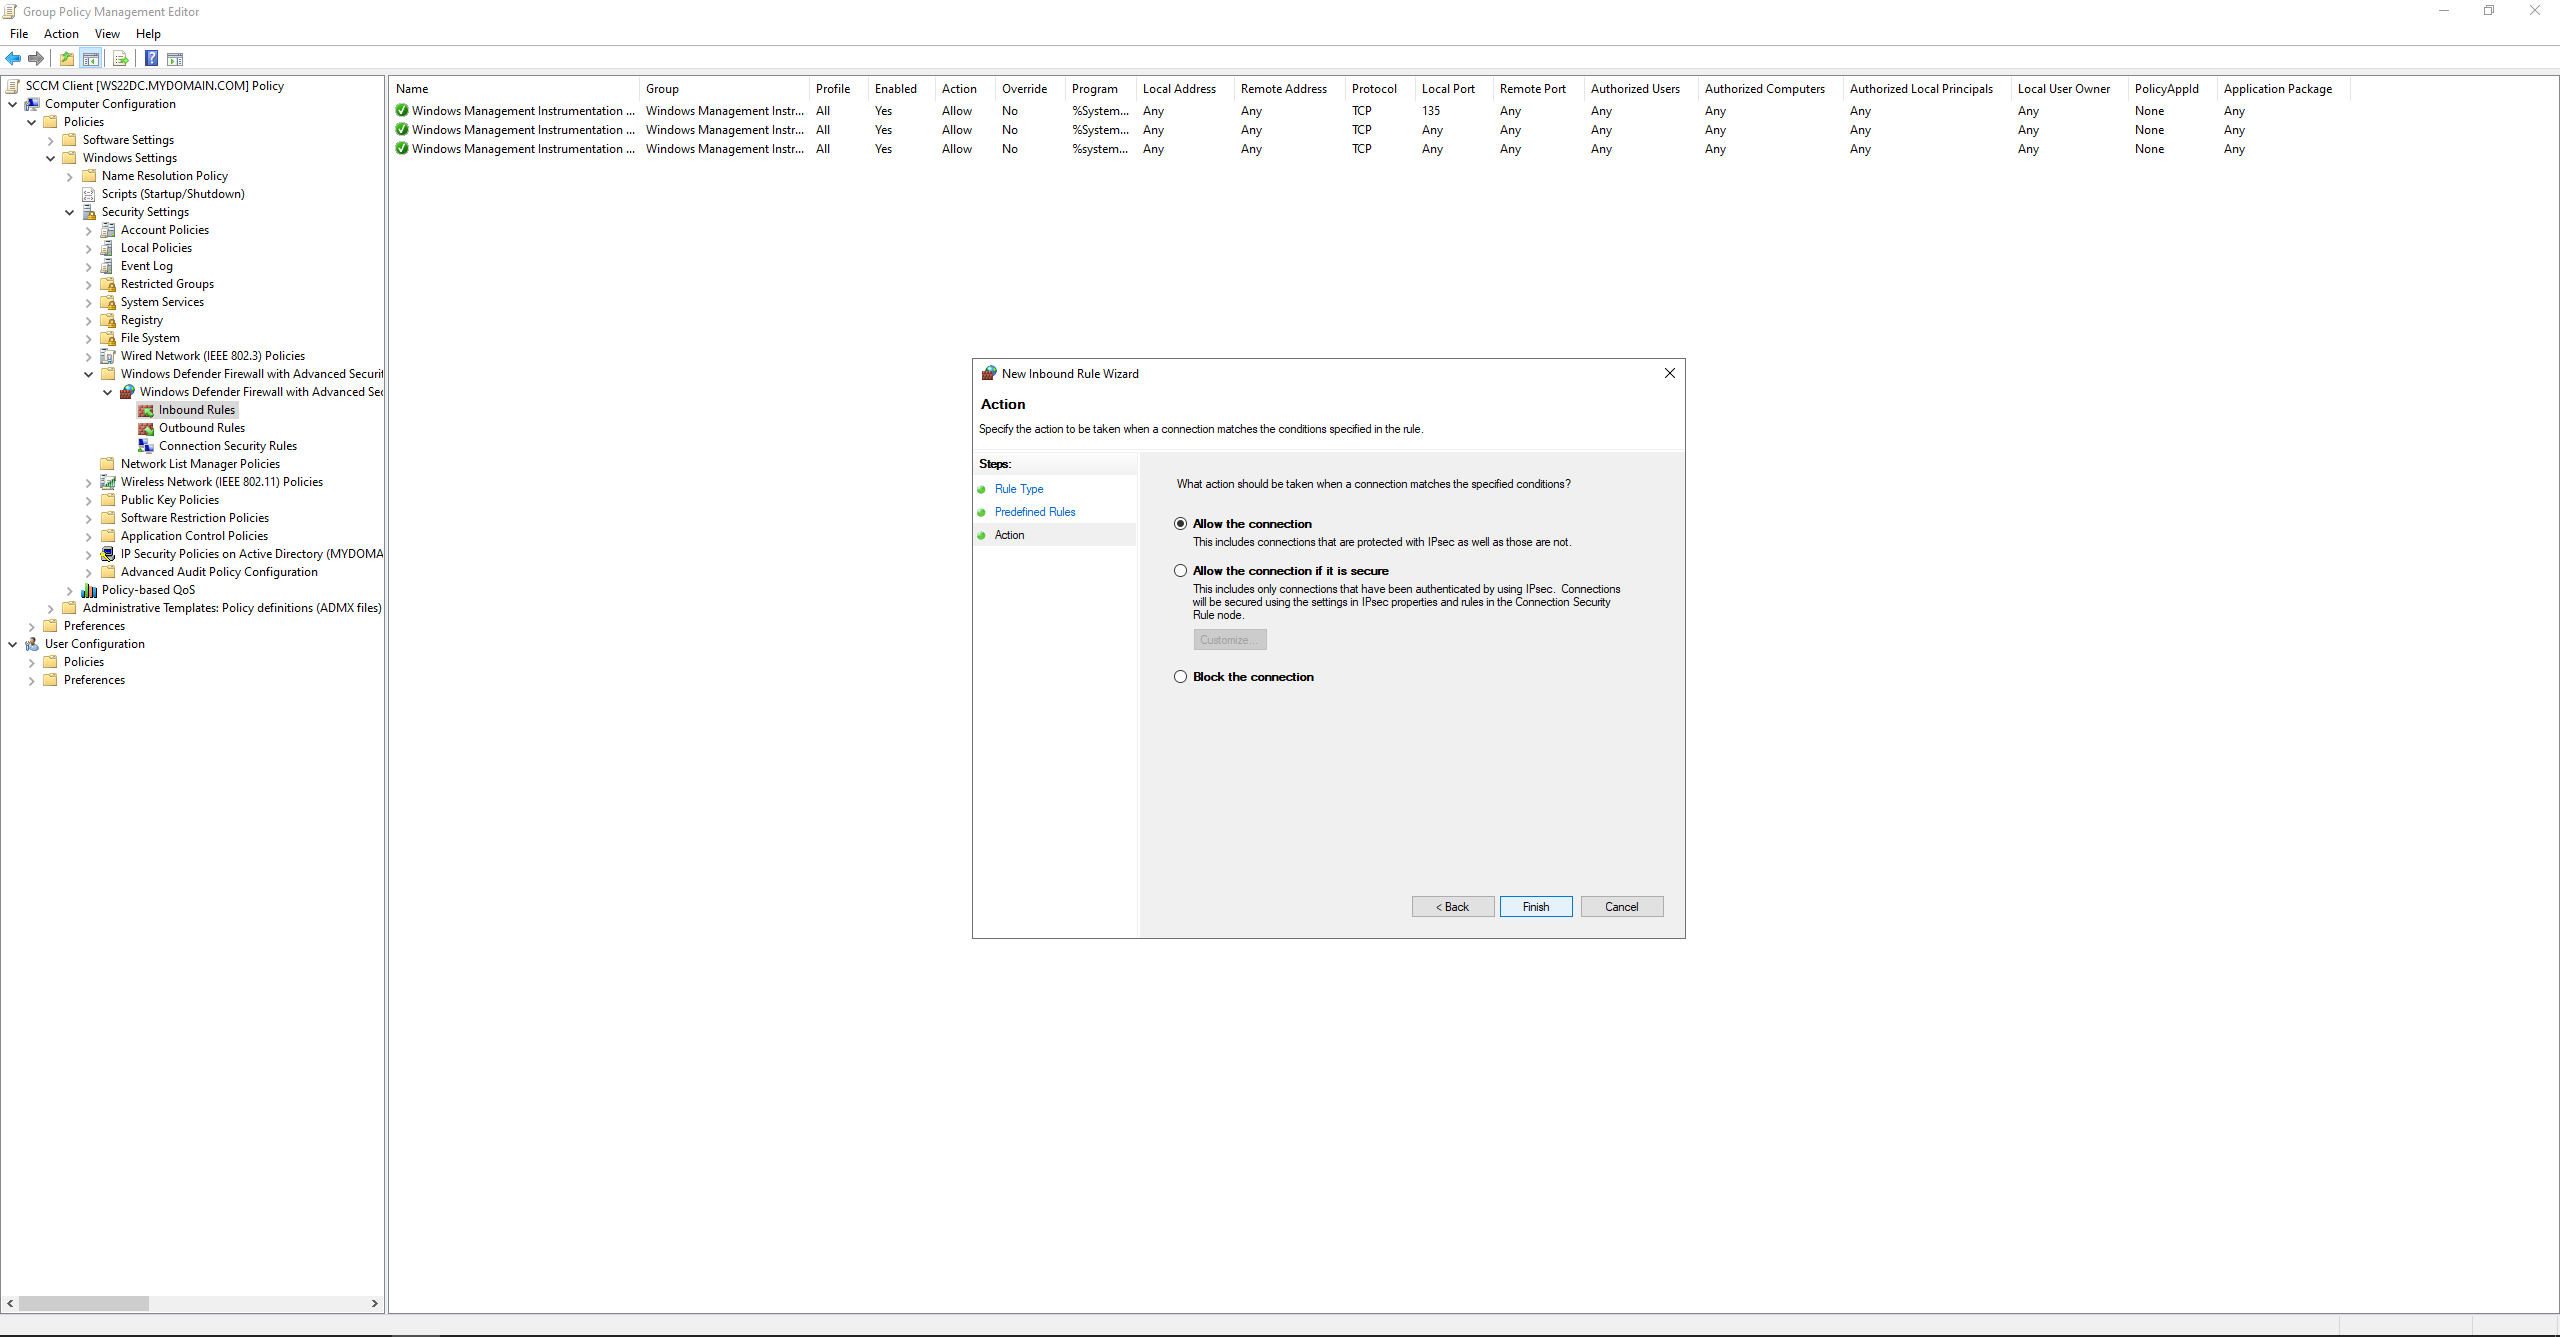 Group Policy Management Editor
File Action View Help
SCCM Client [WS22DC.MYDOMAIN.COM] Policy
Computer Configuration
Policies
Software Settings
Windows Settings
Name Resolution Policy
Scripts (Startup/Shutdown)
Security Settings
Account Policies
Local Policies
Event Log
Restricted Groups
System Services
Registry
File System
Wired Network (IEEE 802.3) Policies
Windows Defender Firewall with Advanced Securit
Windows Defender Firewall with Advanced Sec
Inbound Rules
Outbound Rules
Connection Security Rules
Network List Manager Policies
Wireless Network (IEEE 802.11) Policies
Public Key Policies
Software Restriction Policies
Application Control Policies
IP Security Policies on Active Directory (MYDOMA
Advanced Audit Policy Configuration
Policy-based QoS
Administrative Templates: Policy definitions (ADMX files)
Preferences
User Configuration
Policies
Preferences
Name Group Profile Enabled Action Override Program Local Address Remote Address Protocol Local Port Remote Port Authorized Users Authorized Computers Authorized Local Principals Local User Owner PolicyAppId Application Package
Windows Management Instrumentation ... Windows Management Instr... All Yes Allow No %System... Any Any TCP 135 Any Any Any Any Any None Any
Windows Management Instrumentation ... Windows Management Instr... All Yes Allow No %System... Any Any TCP Any Any Any Any Any Any None Any
Windows Management Instrumentation ... Windows Management Instr... All Yes Allow No %system... Any Any TCP Any Any Any Any Any Any None Any
New Inbound Rule Wizard
Action
Specify the action to be taken when a connection matches the conditions specified in the rule.
Steps:
Rule Type
Predefined Rules
Action
What action should be taken when a connection matches the specified conditions?
Allow the connection
This includes connections that are protected with IPsec as well as those are not.
Allow the connection if it is secure
This includes only connections that have been authenticated by using IPsec. Connections
will be secured using the settings in IPsec properties and rules in the Connection Security
Rule node.
Customize...
Block the connection
< Back Finish Cancel